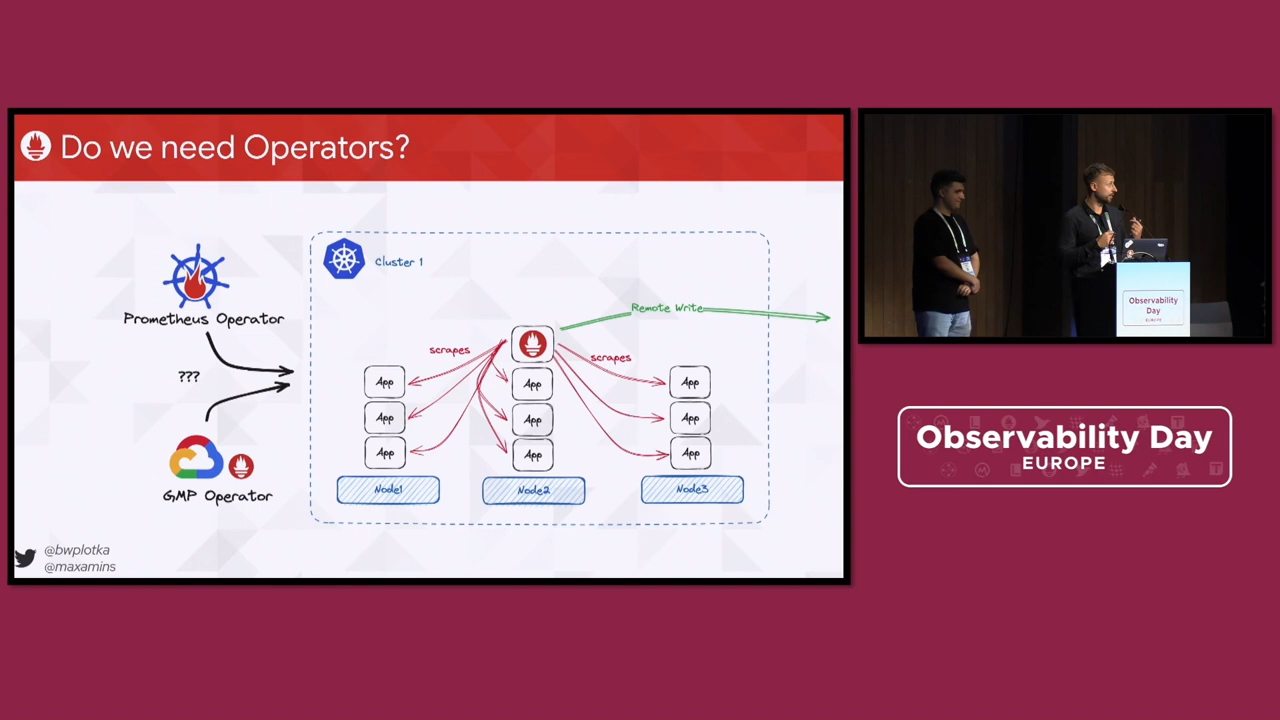 Do we need Operators?
Prometheus Operator
???
GMP Operator
Cluster 1
Remote Write
scrapes
scrapes
App
App
App
App
App
App
App
App
App
Node1
Node2
Node3
@bwplotka
@maxamins
Observability
Day
EUROPE
Observability Day
EUROPE